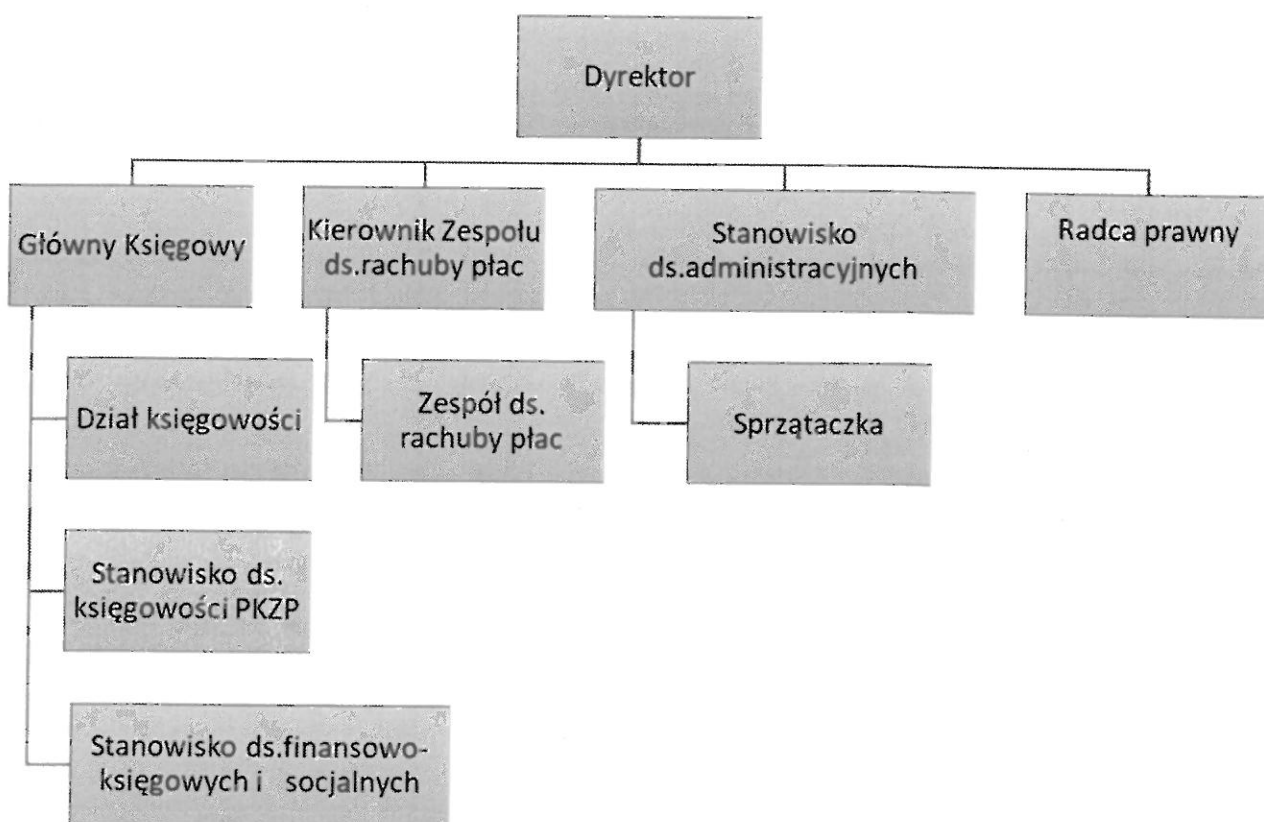 Dyrektor
Główny Księgowy
Kierownik Zespołu
ds.rachuby płac
Stanowisko
ds.administracyjnych
Radca prawny
Dział księgowości
Zespół ds.
rachuby płac
Sprzątaczka
Stanowisko ds.
księgowości PKZP
Stanowisko ds.finansowo-
księgowych i socjalnych